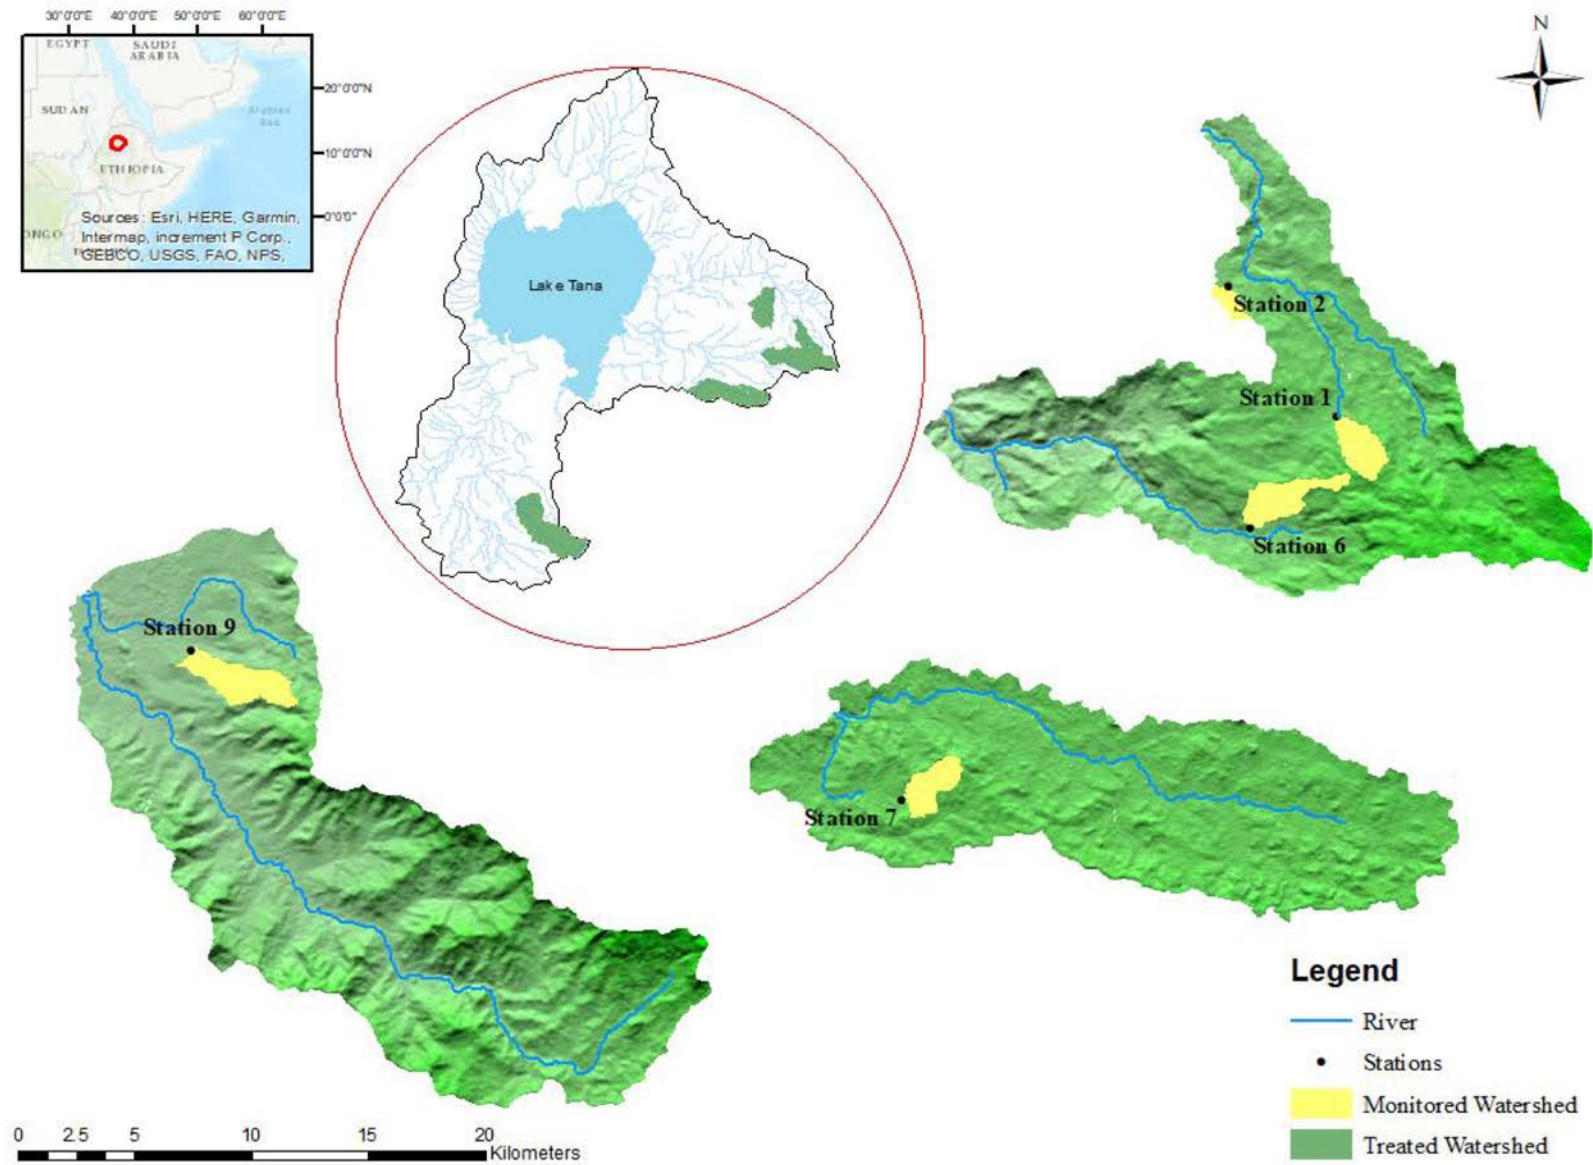 30°0'0"E 40°0'0"E 50°0'0"E 60°0'0"E
EGYPT
SAUDI
ARABIA
20°0'0"N
SUDAN
Arabian
Sea
10°0'0"N
ETHIOPIA
0°0'0"
Sources: Esri, HERE, Garmin,
Intermap, increment P Corp.,
GEBCO, USGS, FAO, NPS,
N
Lake Tana
Station 2
Station 1
Station 6
Station 9
Station 7
Legend
River
Stations
Monitored Watershed
Treated Watershed
0 2.5 5 10 15 20
Kilometers